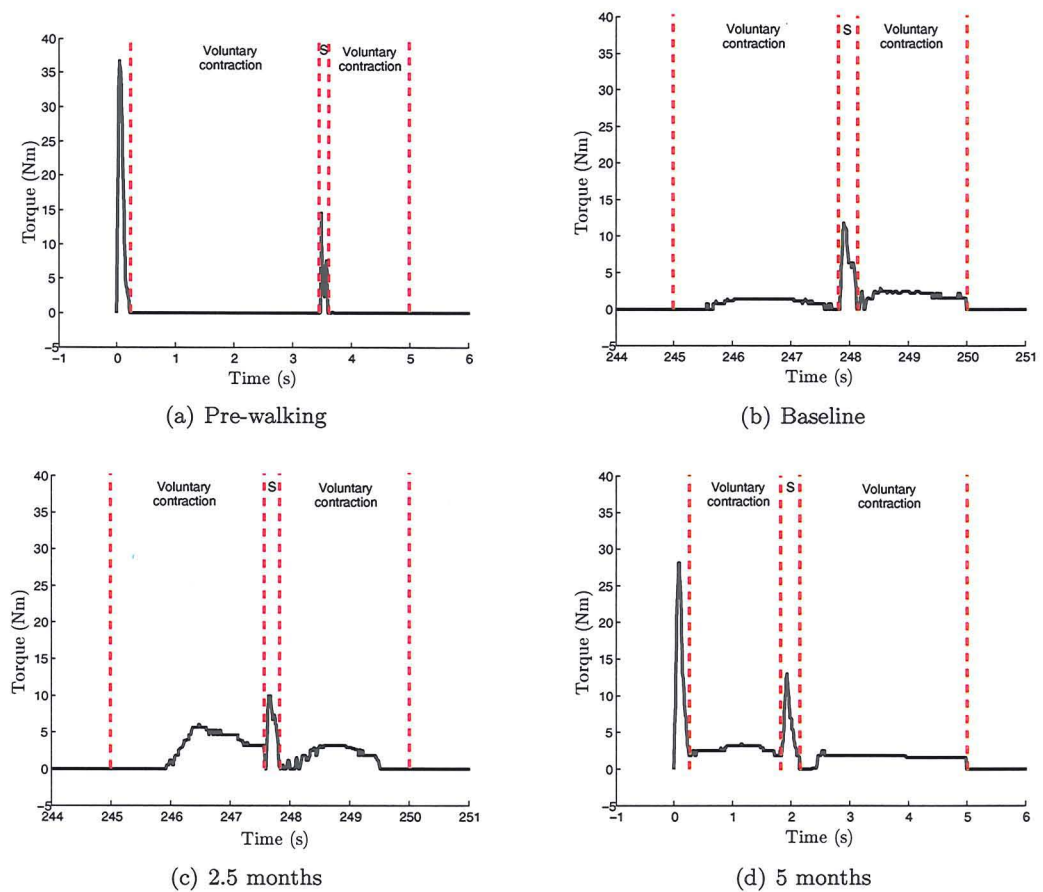 40
35
30
25
20
15
10
5
0
−5
Torque (Nm)
Voluntary
contraction
S
Voluntary
contraction
-1 0 1 2 3 4 5 6
Time (s)
(a) Pre-walking
40
35
30
25
20
15
10
5
0
−5
Torque (Nm)
Voluntary
contraction
S
Voluntary
contraction
244 245 246 247 248 249 250 251
Time (s)
(b) Baseline
40
35
30
25
20
15
10
5
0
−5
Torque (Nm)
Voluntary
contraction
S
Voluntary
contraction
244 245 246 247 248 249 250 251
Time (s)
(c) 2.5 months
40
35
30
25
20
15
10
5
0
−5
Torque (Nm)
Voluntary
contraction
S
Voluntary
contraction
-1 0 1 2 3 4 5 6
Time (s)
(d) 5 months